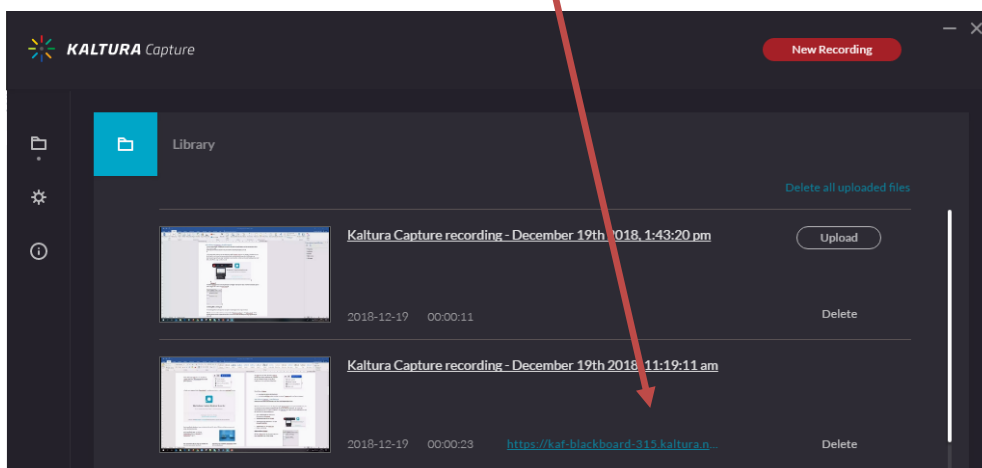 KALTURA Capture
New Recording
Library
Delete all uploaded files
Kaltura Capture recording - December 19th 2018, 1:43:20 pm
Upload
2018-12-19 00:00:11
Delete
Kaltura Capture recording - December 19th 2018, 11:19:11 am
2018-12-19 00:00:23 https://kaf-blackboard-315.kaltura.n...
Delete